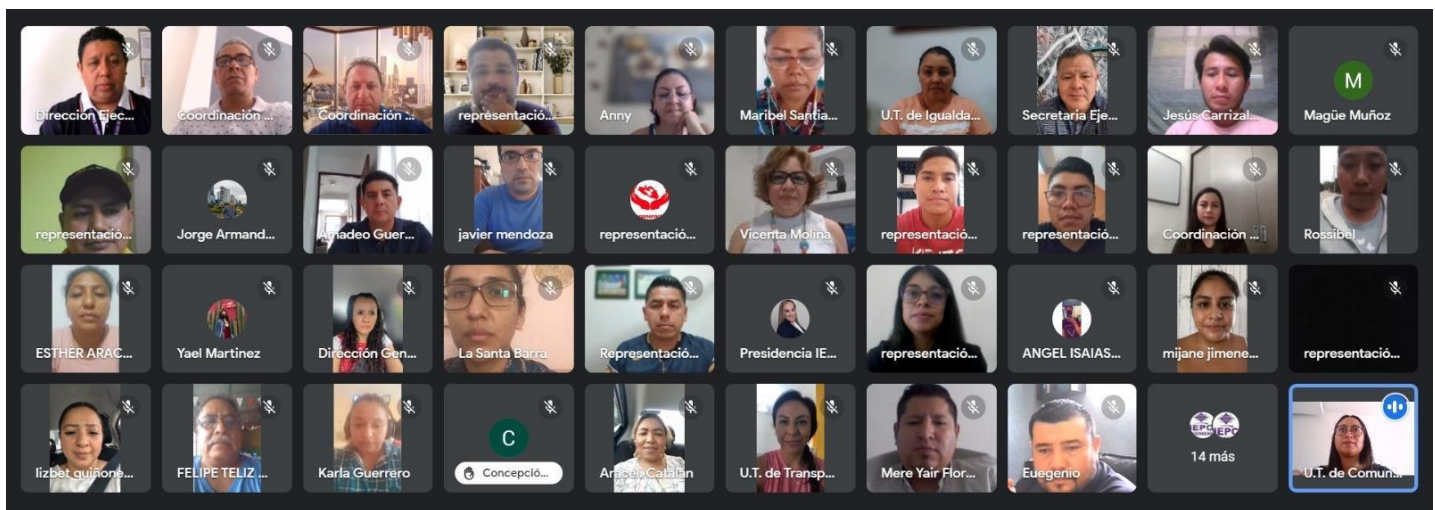 Dirección Ejec...
Coordinación ...
Coordinación ...
representació...
Anny
Maribel Santia...
U.T. de Igualda...
Secretaria Eje...
Jesús Carrizal...
M
Magüe Muñoz
representació...
Jorge Armand...
Amadeo Guer...
javier mendoza
representació...
Vicenta Molina
representació...
representació...
Coordinación ...
Rossibel
ESTHER ARAC...
Yael Martinez
Dirección Gen...
La Santa Barra
Representació...
Presidencia IE...
representació...
ANGEL ISAIAS...
mijane jimene...
representació...
lizbet quiñone...
FELIPE TELIZ ...
Karla Guerrero
C
Concepció...
Araceli Catalán
U.T. de Transp...
Mere Yair Flor...
Euegenio
IEPC
IEPC
14 más
U.T. de Comun...